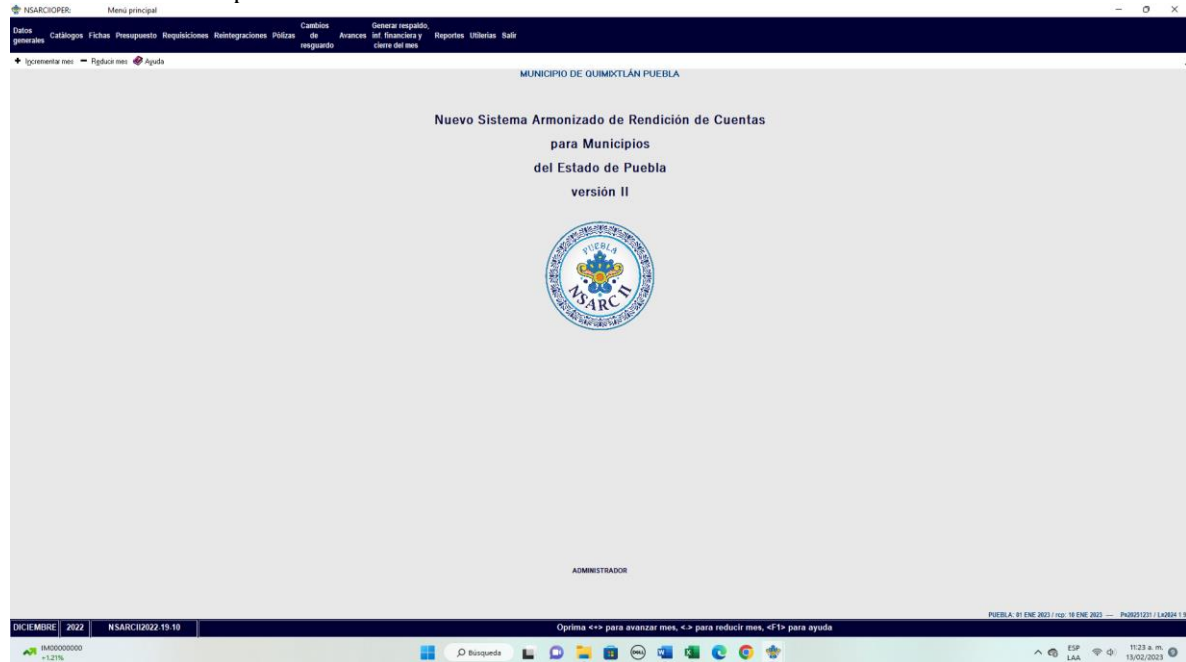 NSARCIIOPER: Menú principal
Datos generales Catálogos Fichas Presupuesto Requisiciones Reintegraciones Pólizas Cambios de resguardo Avances Generar respaldo, inf. financiera y cierre del mes Reportes Utilerias Salir
+ Incrementar mes − Reducir mes Ayuda
MUNICIPIO DE QUIMIXTLÁN PUEBLA
Nuevo Sistema Armonizado de Rendición de Cuentas
para Municipios
del Estado de Puebla
versión II
PUEBLA
NSARC II
ADMINISTRADOR
PUEBLA: 01 ENE 2023 / rcp: 10 ENE 2023 —
DICIEMBRE 2022 NSARCII2022-19-10 Oprima <+> para avanzar mes, <-> para reducir mes, <F1> para ayuda
IM00000000
+1.21%
Búsqueda
ESP
LAA
11:23 a. m.
13/02/2023